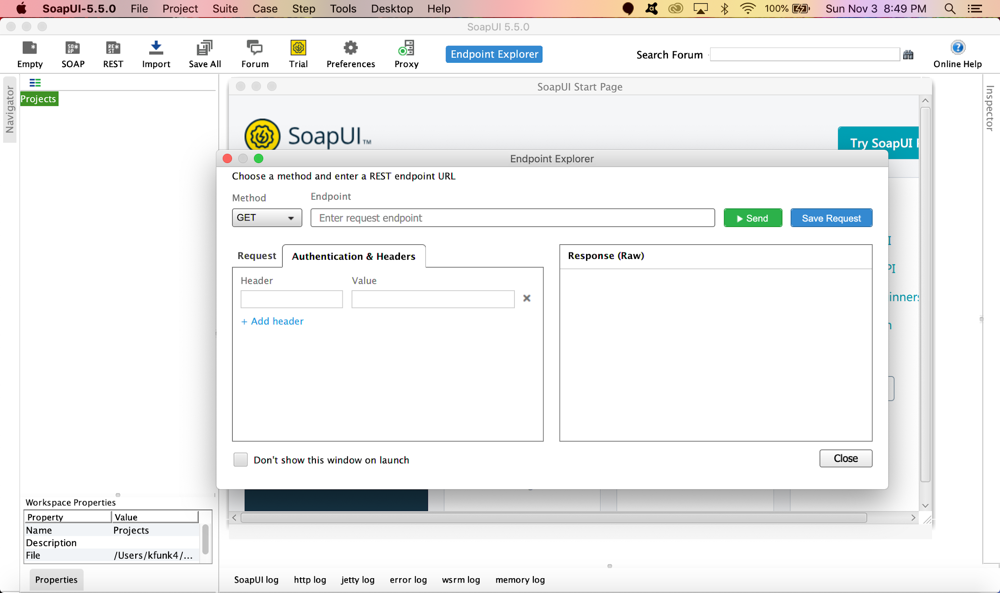 SoapUI-5.5.0 File Project Suite Case Step Tools Desktop Help 100% Sun Nov 3 8:49 PM
SoapUI 5.5.0
Empty SOAP REST Import Save All Forum Trial Preferences Proxy Endpoint Explorer Search Forum Online Help
Navigator
Inspector
Projects
SoapUI Start Page
SoapUI™
Try SoapUI
Endpoint Explorer
Choose a method and enter a REST endpoint URL
Method Endpoint
GET Enter request endpoint Send Save Request
Request Authentication & Headers Response (Raw)
Header Value
+ Add header
Don't show this window on launch
Close
Workspace Properties
Property Value
Name Projects
Description
File /Users/kfunk4/...
Properties
SoapUI log http log jetty log error log wsrm log memory log